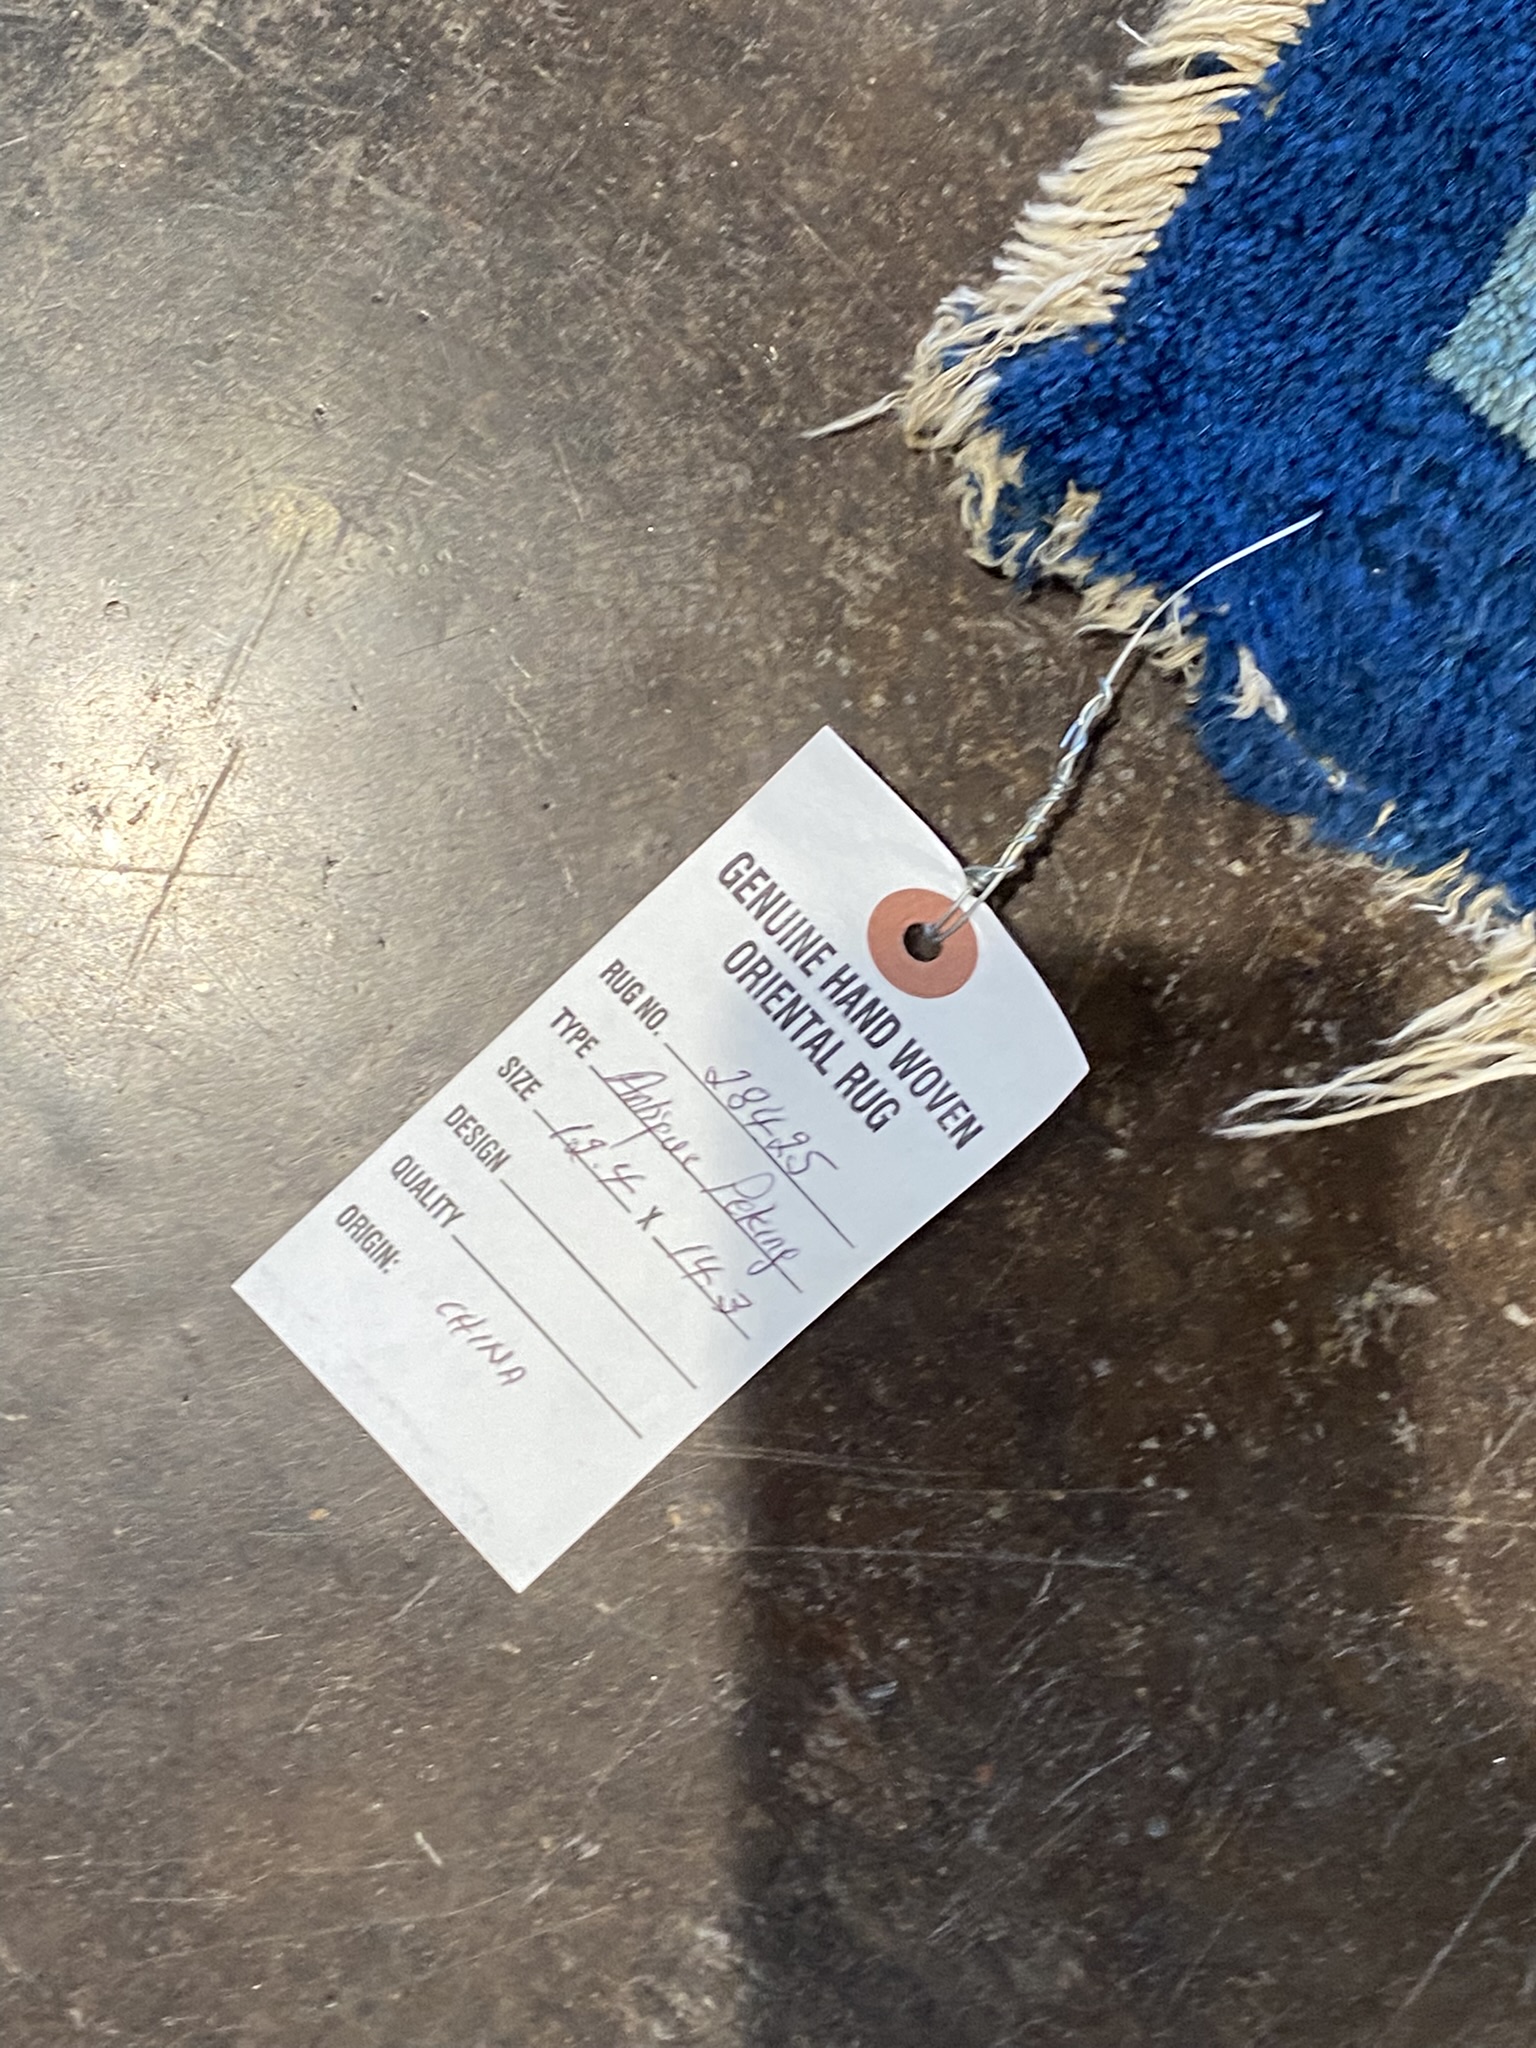 GENUINE HAND WOVEN
ORIENTAL RUG
RUG NO. 28425
TYPE Antique Peking
SIZE 12.4 X 14.3
DESIGN
QUALITY
ORIGIN: CHINA